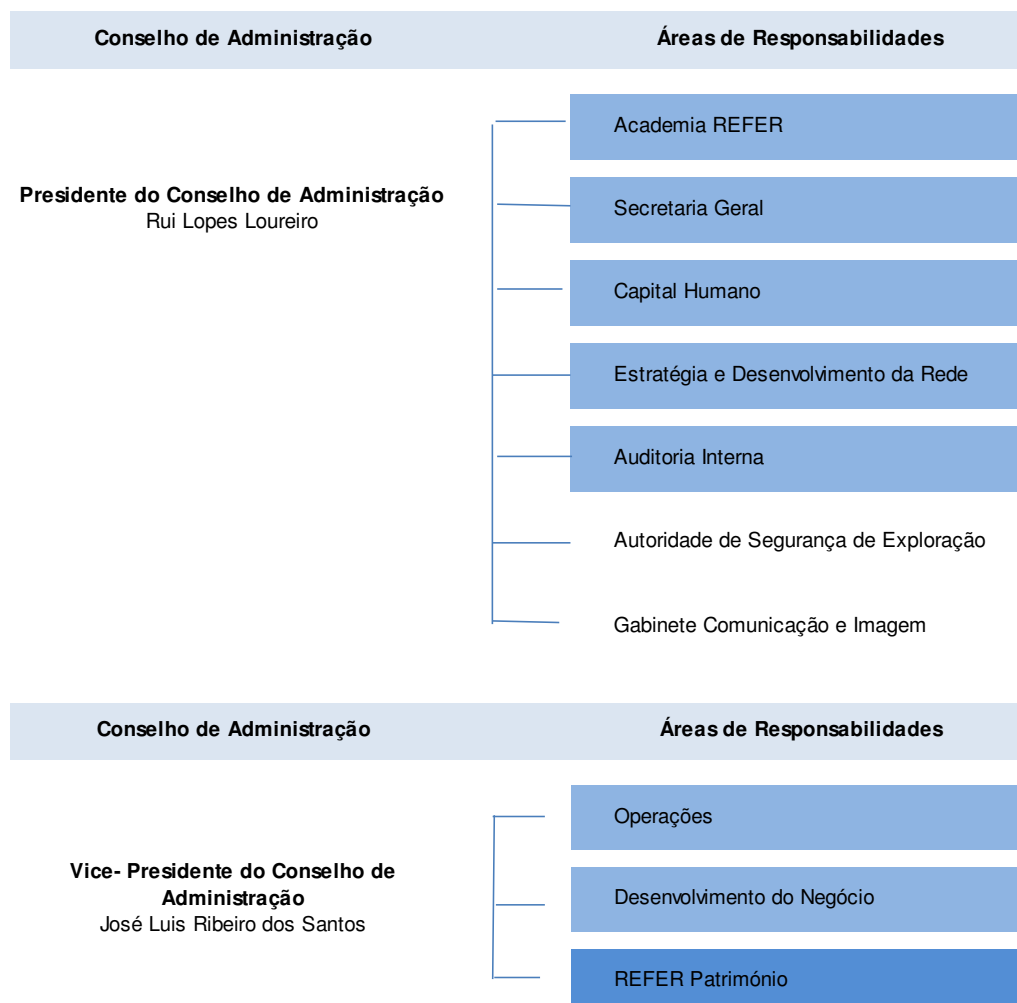 Conselho de Administração
Áreas de Responsabilidades
Presidente do Conselho de Administração
Rui Lopes Loureiro
Academia REFER
Secretaria Geral
Capital Humano
Estratégia e Desenvolvimento da Rede
Auditoria Interna
Autoridade de Segurança de Exploração
Gabinete Comunicação e Imagem
Conselho de Administração
Áreas de Responsabilidades
Vice- Presidente do Conselho de
Administração
José Luis Ribeiro dos Santos
Operações
Desenvolvimento do Negócio
REFER Património